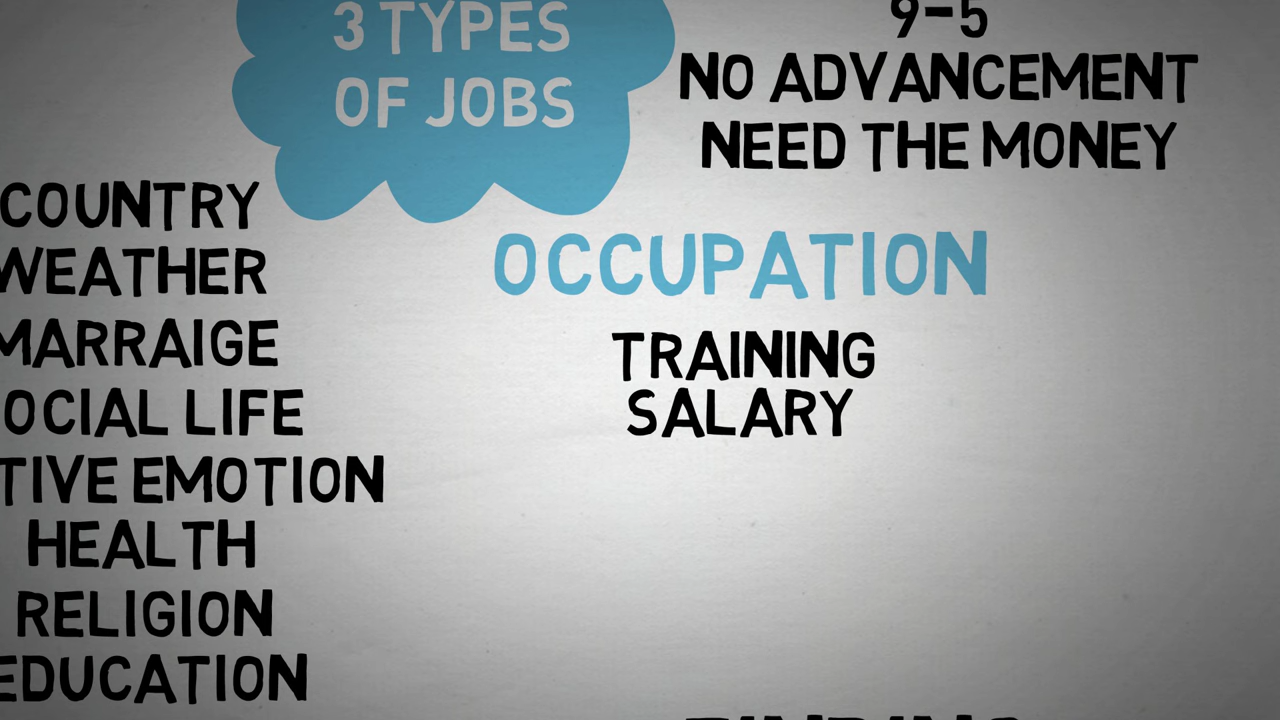 3 TYPES
OF JOBS
9-5
NO ADVANCEMENT
NEED THE MONEY
OCCUPATION
TRAINING
SALARY
COUNTRY
WEATHER
MARRAIGE
OCIAL LIFE
TIVE EMOTION
HEALTH
RELIGION
EDUCATION